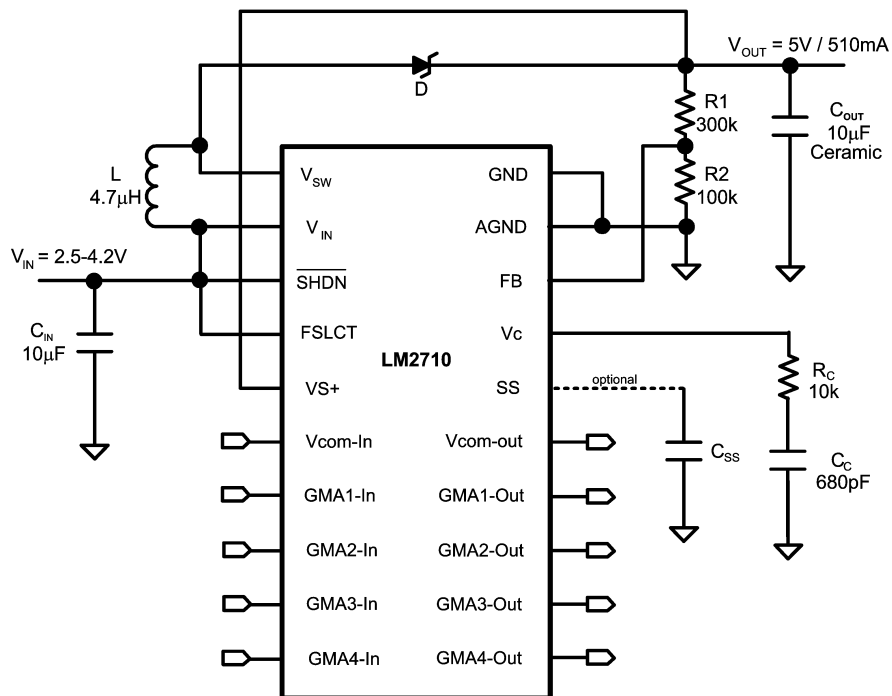 V_OUT = 5V / 510mA
D
R1
300k
C_OUT
10µF
Ceramic
L
4.7µH
V_SW
GND
R2
100k
V_IN
AGND
V_IN = 2.5-4.2V
SHDN
FB
C_IN
10µF
FSLCT
Vc
LM2710
VS+
SS
optional
R_C
10k
Vcom-In
Vcom-out
C_SS
C_C
680pF
GMA1-In
GMA1-Out
GMA2-In
GMA2-Out
GMA3-In
GMA3-Out
GMA4-In
GMA4-Out